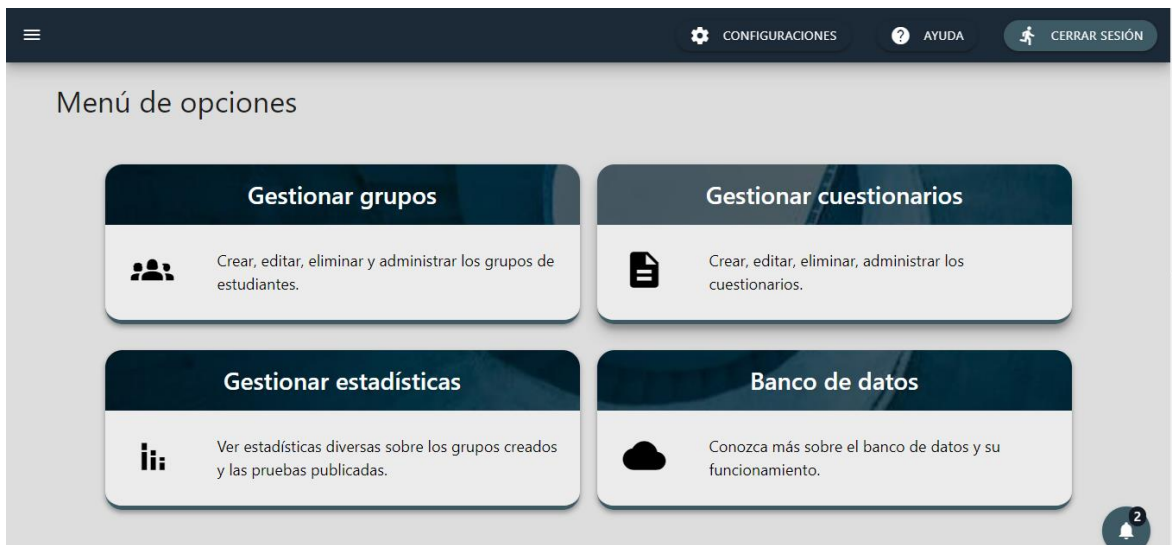 CONFIGURACIONES
AYUDA
CERRAR SESIÓN
Menú de opciones
Gestionar grupos
Crear, editar, eliminar y administrar los grupos de
estudiantes.
Gestionar cuestionarios
Crear, editar, eliminar, administrar los
cuestionarios.
Gestionar estadísticas
Ver estadísticas diversas sobre los grupos creados
y las pruebas publicadas.
Banco de datos
Conozca más sobre el banco de datos y su
funcionamiento.
2